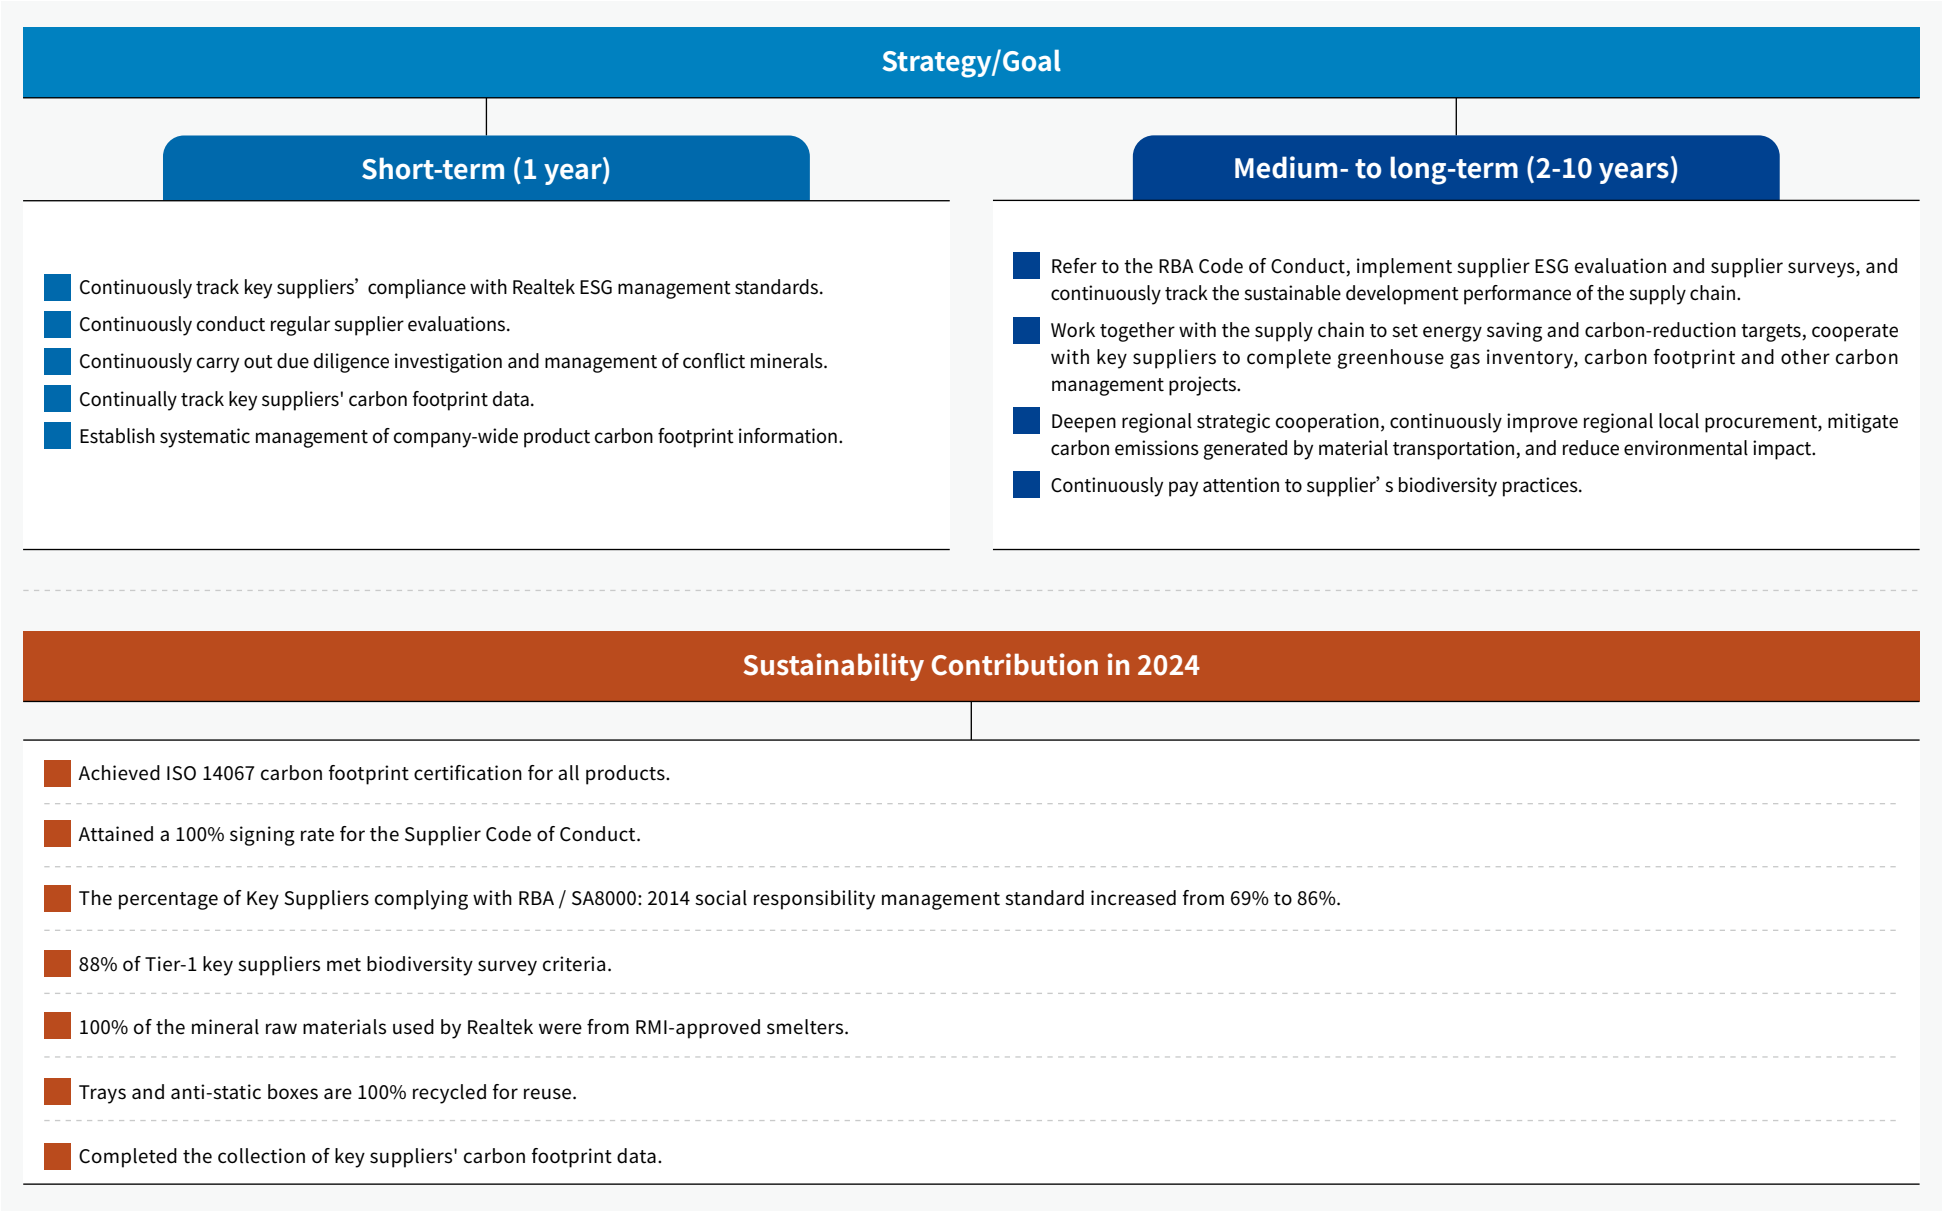 Strategy/Goal
Short-term (1 year)
Continuously track key suppliers’ compliance with Realtek ESG management standards.
Continuously conduct regular supplier evaluations.
Continuously carry out due diligence investigation and management of conflict minerals.
Continually track key suppliers' carbon footprint data.
Establish systematic management of company-wide product carbon footprint information.
Medium- to long-term (2-10 years)
Refer to the RBA Code of Conduct, implement supplier ESG evaluation and supplier surveys, and
continuously track the sustainable development performance of the supply chain.
Work together with the supply chain to set energy saving and carbon-reduction targets, cooperate
with key suppliers to complete greenhouse gas inventory, carbon footprint and other carbon
management projects.
Deepen regional strategic cooperation, continuously improve regional local procurement, mitigate
carbon emissions generated by material transportation, and reduce environmental impact.
Continuously pay attention to supplier’ s biodiversity practices.
Sustainability Contribution in 2024
Achieved ISO 14067 carbon footprint certification for all products.
Attained a 100% signing rate for the Supplier Code of Conduct.
The percentage of Key Suppliers complying with RBA / SA8000: 2014 social responsibility management standard increased from 69% to 86%.
88% of Tier-1 key suppliers met biodiversity survey criteria.
100% of the mineral raw materials used by Realtek were from RMI-approved smelters.
Trays and anti-static boxes are 100% recycled for reuse.
Completed the collection of key suppliers' carbon footprint data.